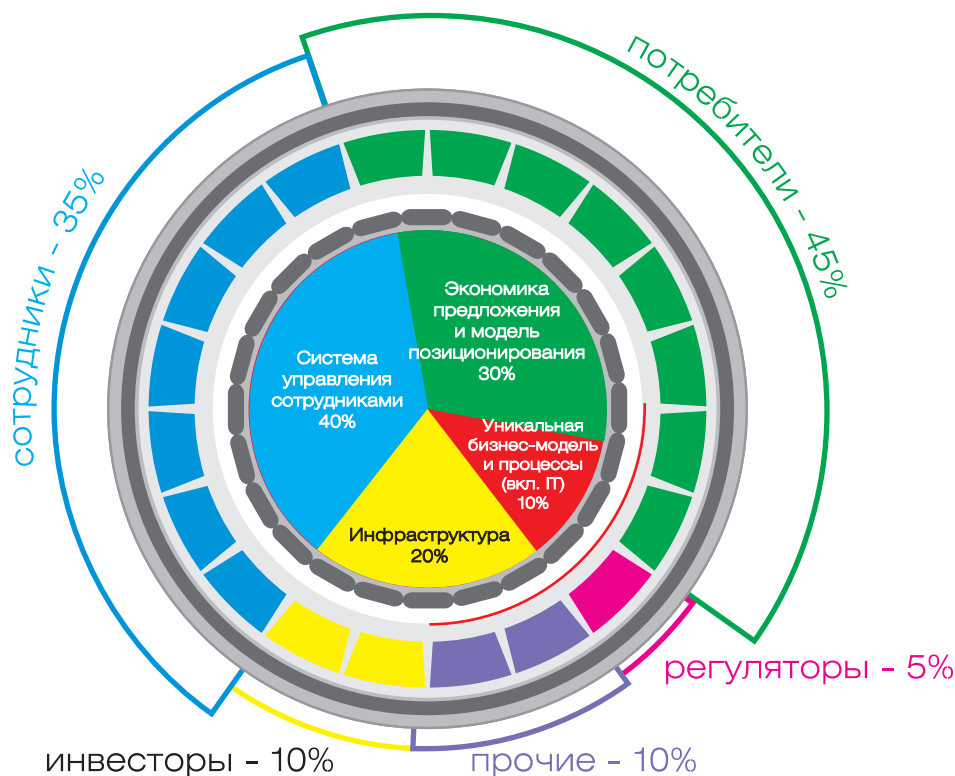 потребители - 45%
сотрудники - 35%
Экономика
предложения
и модель
позиционирования
30%
Система
управления
сотрудниками
40%
Уникальная
бизнес-модель
и процессы
(вкл. IT)
10%
Инфраструктура
20%
регуляторы - 5%
инвесторы - 10%
прочие - 10%